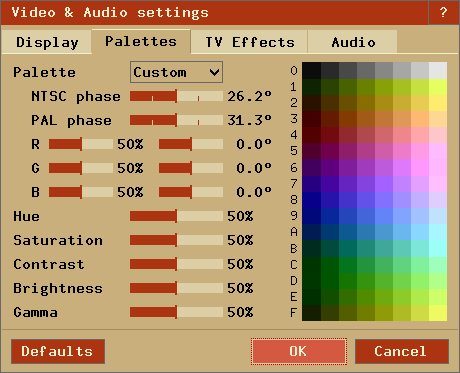 Video & Audio settings ?
Display Palettes TV Effects Audio
Palette Custom 0
1
NTSC phase 26.2° 2
PAL phase 31.3° 3
R 50% 0.0° 4
5
G 50% 0.0° 6
B 50% 0.0° 7
8
Hue 50% 9
Saturation 50% A
B
Contrast 50% C
Brightness 50% D
E
Gamma 50% F
Defaults OK Cancel